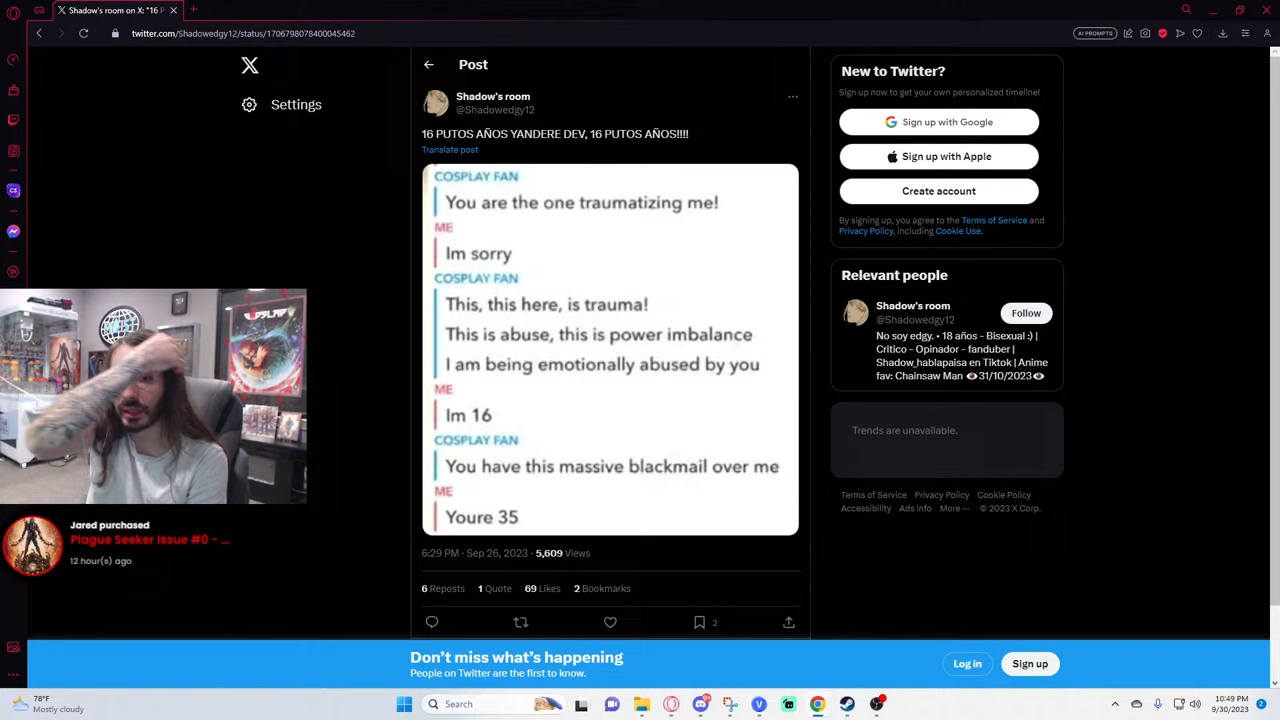 Shadow's room on X: "16 P
twitter.com/Shadowedgy12/status/1706798078400045462
AI PROMPTS
Settings
Post
Shadow's room
@Shadowedgy12
16 PUTOS AÑOS YANDERE DEV, 16 PUTOS AÑOS!!!!
Translate post
COSPLAY FAN
You are the one traumatizing me!
ME
Im sorry
COSPLAY FAN
This, this here, is trauma!
This is abuse, this is power imbalance
I am being emotionally abused by you
ME
Im 16
COSPLAY FAN
You have this massive blackmail over me
ME
Youre 35
6:29 PM · Sep 26, 2023 · 5,609 Views
6 Reposts 1 Quote 69 Likes 2 Bookmarks
2
New to Twitter?
Sign up now to get your own personalized timeline!
Sign up with Google
Sign up with Apple
Create account
By signing up, you agree to the Terms of Service and
Privacy Policy, including Cookie Use.
Relevant people
Shadow's room
@Shadowedgy12
Follow
No soy edgy. • 18 años - Bisexual :) |
Critico - Opinador - fanduber |
Shadow_hablapaisa en Tiktok | Anime
fav: Chainsaw Man 👁31/10/2023👁
Trends are unavailable.
Terms of Service Privacy Policy Cookie Policy
Accessibility Ads info More ··· © 2023 X Corp.
GODSLAP
Jared purchased
Plague Seeker Issue #0 - ...
12 hour(s) ago
Don't miss what's happening
People on Twitter are the first to know.
Log in
Sign up
78°F
Mostly cloudy
Search
10:49 PM
9/30/2023
2